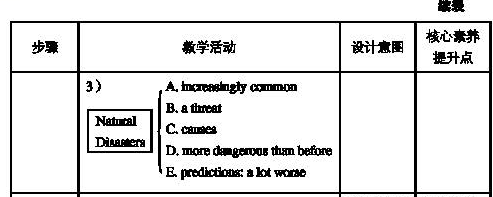 续表
步骤 教学活动 设计意图 核心素养
提升点
3）
A. increasingly common
B. a threat
Natural
C. causes
Disasters
D. more dangerous than before
E. predictions: a lot worse